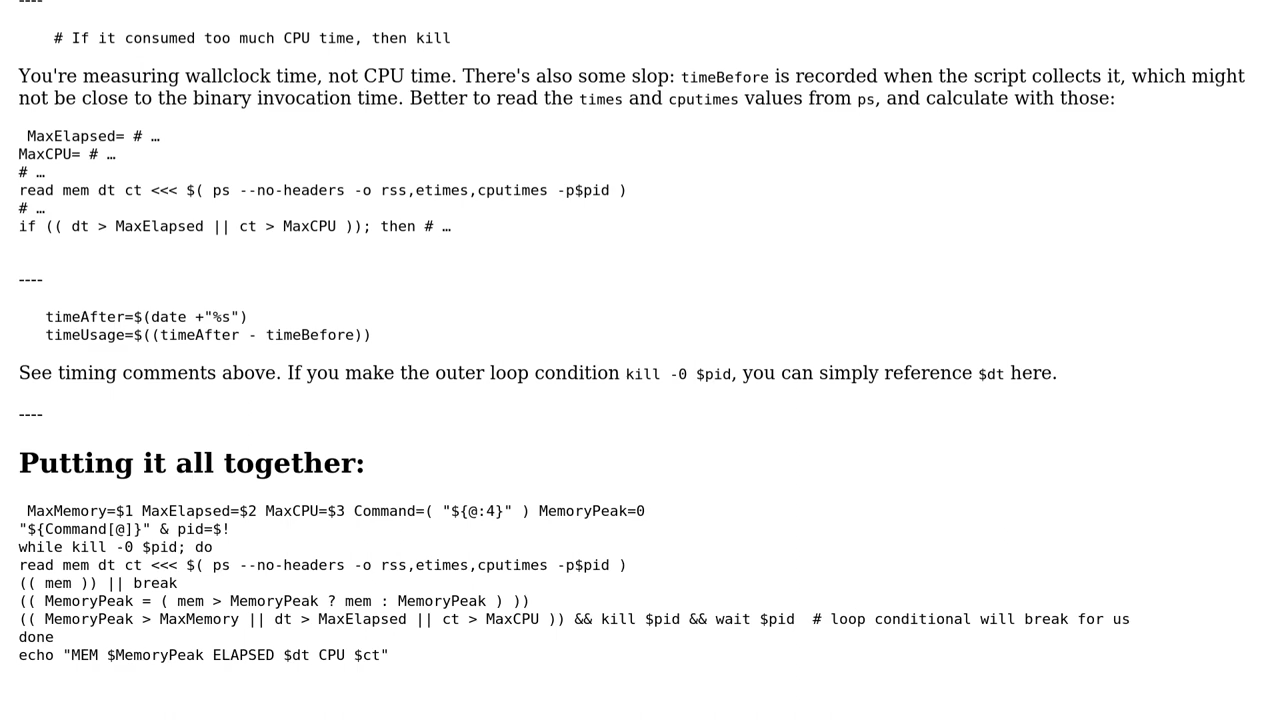 ----
    # If it consumed too much CPU time, then kill
You're measuring wallclock time, not CPU time. There's also some slop: timeBefore is recorded when the script collects it, which might
not be close to the binary invocation time. Better to read the times and cputimes values from ps, and calculate with those:
 MaxElapsed= # …
MaxCPU= # …
# …
read mem dt ct <<< $( ps --no-headers -o rss,etimes,cputimes -p$pid )
# …
if (( dt > MaxElapsed || ct > MaxCPU )); then # …
----
   timeAfter=$(date +"%s")
   timeUsage=$((timeAfter - timeBefore))
See timing comments above. If you make the outer loop condition kill -0 $pid, you can simply reference $dt here.
----
Putting it all together:
 MaxMemory=$1 MaxElapsed=$2 MaxCPU=$3 Command=( "${@:4}" ) MemoryPeak=0
"${Command[@]}" & pid=$!
while kill -0 $pid; do
read mem dt ct <<< $( ps --no-headers -o rss,etimes,cputimes -p$pid )
(( mem )) || break
(( MemoryPeak = ( mem > MemoryPeak ? mem : MemoryPeak ) ))
(( MemoryPeak > MaxMemory || dt > MaxElapsed || ct > MaxCPU )) && kill $pid && wait $pid  # loop conditional will break for us
done
echo "MEM $MemoryPeak ELAPSED $dt CPU $ct"